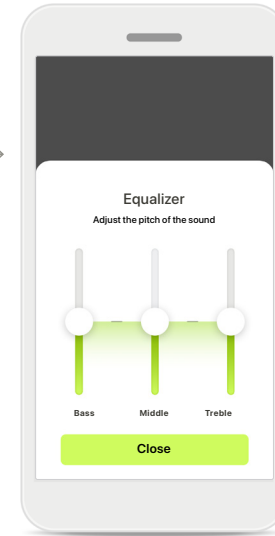 Equalizer
Adjust the pitch of the sound
Bass Middle Treble
Close